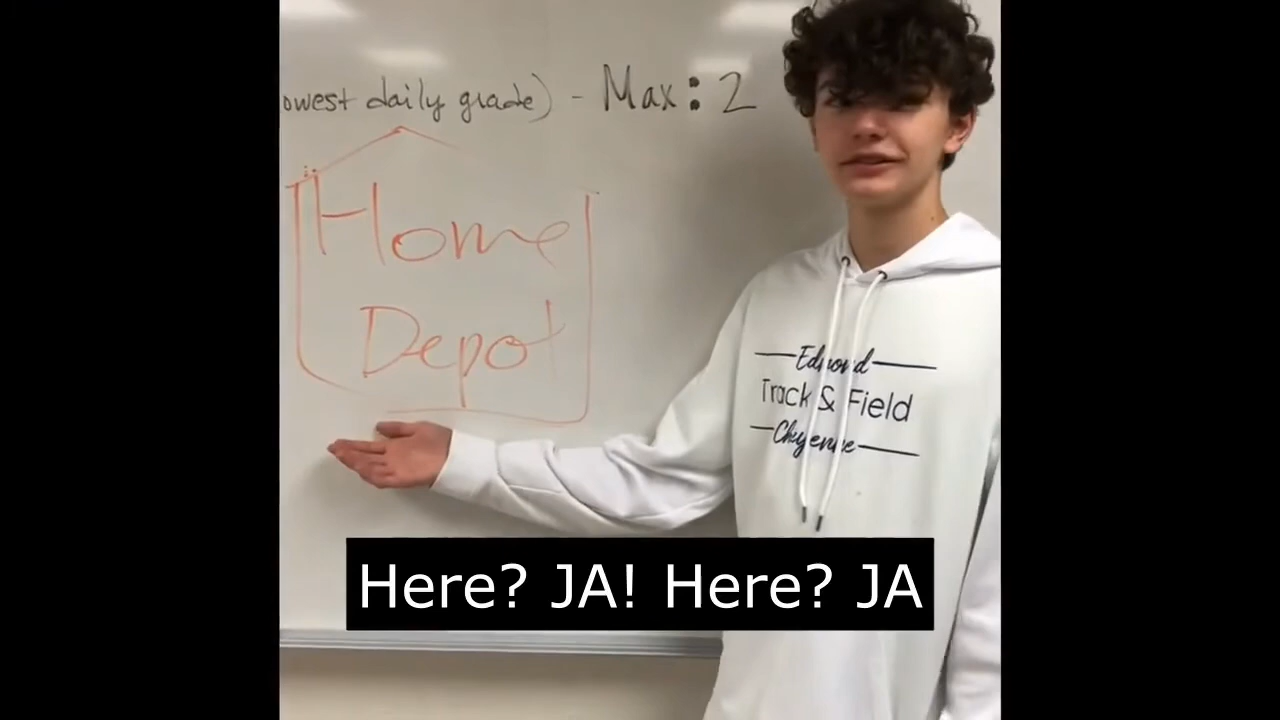 owest daily grade) - Max: 2
Home
Depot
Edmond
Track & Field
Cheyenne
Here? JA! Here? JA